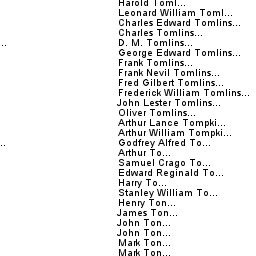 Harold Toml...
Leonard William Toml...
Charles Edward Tomlins...
Charles Tomlins...
...
D. M. Tomlins...
George Edward Tomlins...
Frank Tomlins...
Frank Nevil Tomlins...
Fred Gilbert Tomlins...
Frederick William Tomlins...
John Lester Tomlins...
Oliver Tomlins...
Arthur Lance Tompki...
Arthur William Tompki...
...
Godfrey Alfred To...
Arthur To...
Samuel Crago To...
Edward Reginald To...
Harry To...
Stanley William To...
Henry Ton...
James Ton...
John Ton...
John Ton...
Mark Ton...
Mark Ton...